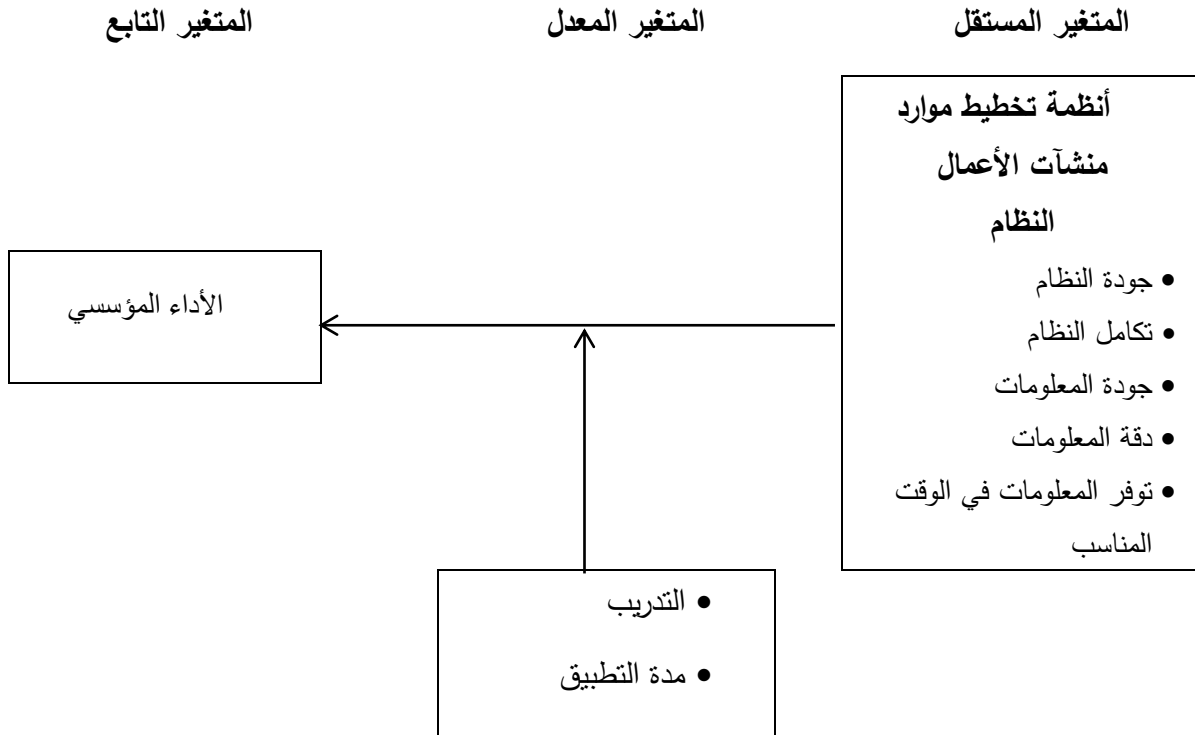 المتغير المستقل
المتغير المعدل
المتغير التابع
أنظمة تخطيط موارد
منشآت الأعمال
النظام
• جودة النظام
• تكامل النظام
• جودة المعلومات
• دقة المعلومات
• توفر المعلومات في الوقت
المناسب
الأداء المؤسسي
• التدريب
• مدة التطبيق